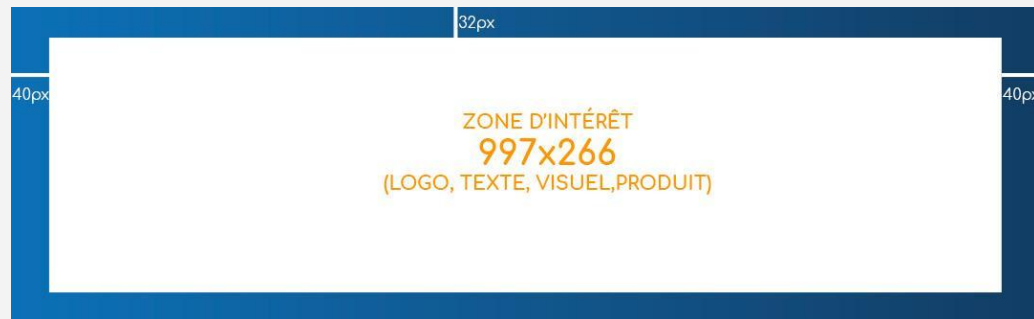 32px
40px
40px
ZONE D'INTÉRÊT
997x266
(LOGO, TEXTE, VISUEL,PRODUIT)